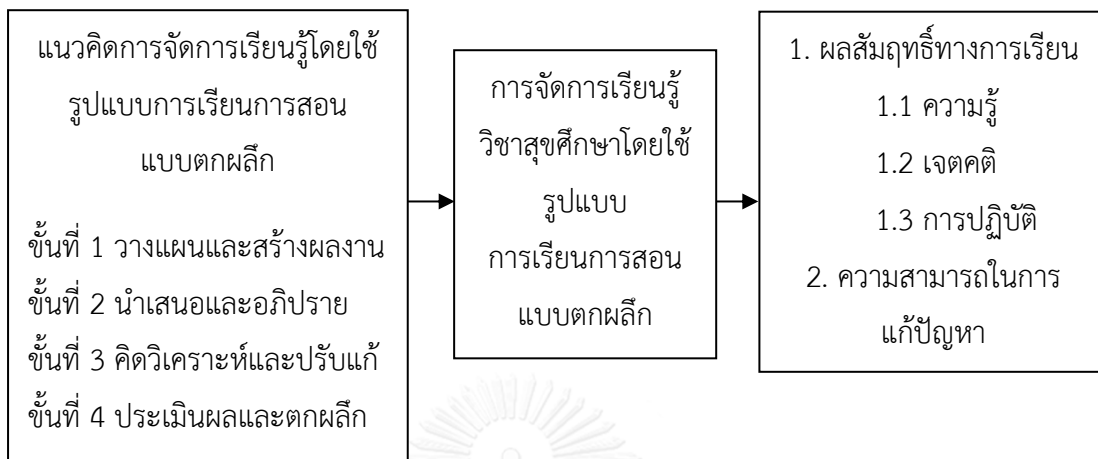 แนวคิดการจัดการเรียนรู้โดยใช้
รูปแบบการเรียนการสอน
แบบตกผลึก
ขั้นที่ 1 วางแผนและสร้างผลงาน
ขั้นที่ 2 นำเสนอและอภิปราย
ขั้นที่ 3 คิดวิเคราะห์และปรับแก้
ขั้นที่ 4 ประเมินผลและตกผลึก
การจัดการเรียนรู้
วิชาสุขศึกษาโดยใช้
รูปแบบ
การเรียนการสอน
แบบตกผลึก
1. ผลสัมฤทธิ์ทางการเรียน
1.1 ความรู้
1.2 เจตคติ
1.3 การปฏิบัติ
2. ความสามารถในการ
แก้ปัญหา